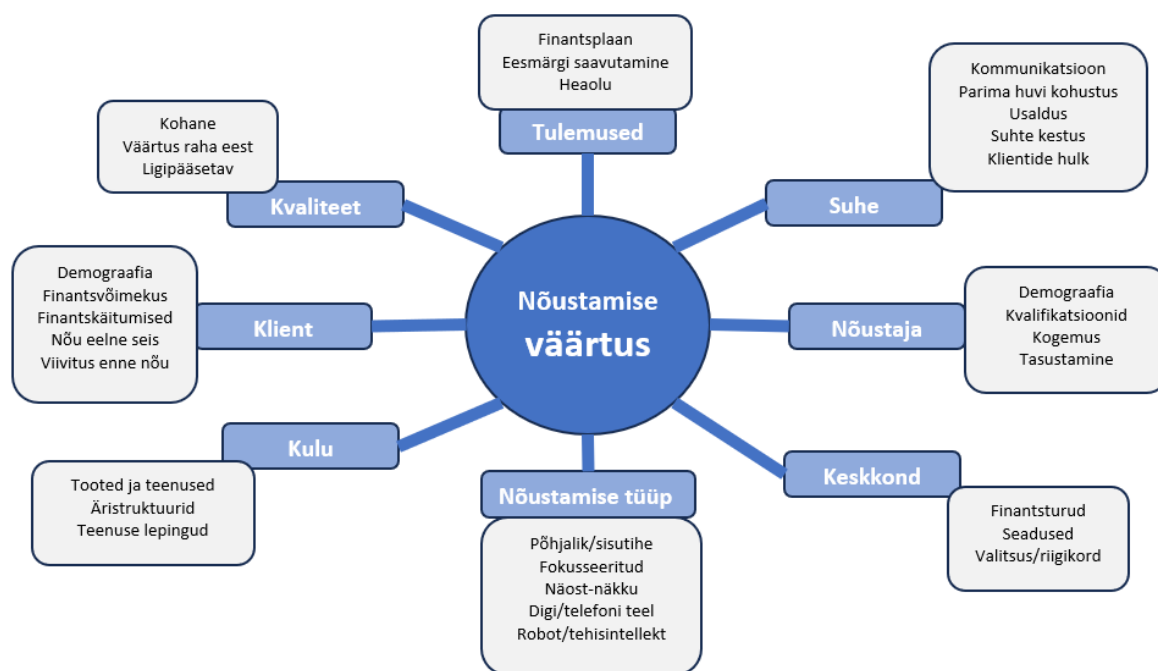 Finantsplaan
Eesmärgi saavutamine
Heaolu
Tulemused
Kommunikatsioon
Parima huvi kohustus
Usaldus
Suhte kestus
Klientide hulk
Suhe
Kohane
Väärtus raha eest
Ligipääsetav
Kvaliteet
Nõustamise
väärtus
Demograafia
Finantsvõimekus
Finantskäitumised
Nõu eelne seis
Viivitus enne nõu
Klient
Demograafia
Kvalifikatsioonid
Kogemus
Tasustamine
Nõustaja
Kulu
Tooted ja teenused
Äristruktuurid
Teenuse lepingud
Nõustamise tüüp
Põhjalik/sisutihe
Fokusseeritud
Näost-näkku
Digi/telefoni teel
Robot/tehisintellekt
Keskkond
Finantsturud
Seadused
Valitsus/riigikord